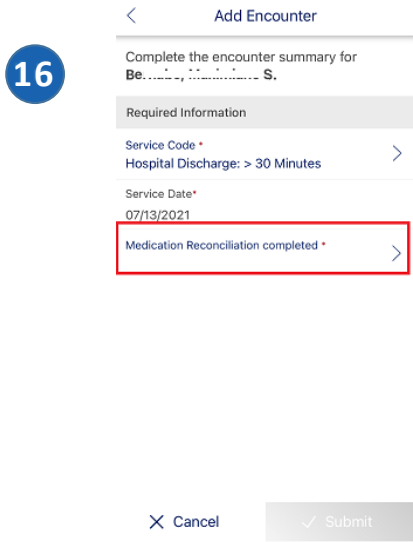 Add Encounter
16
Complete the encounter summary for
S.
Required Information
Service Code *
Hospital Discharge: > 30 Minutes
Service Date*
07/13/2021
Medication Reconciliation completed *
Cancel
Submit